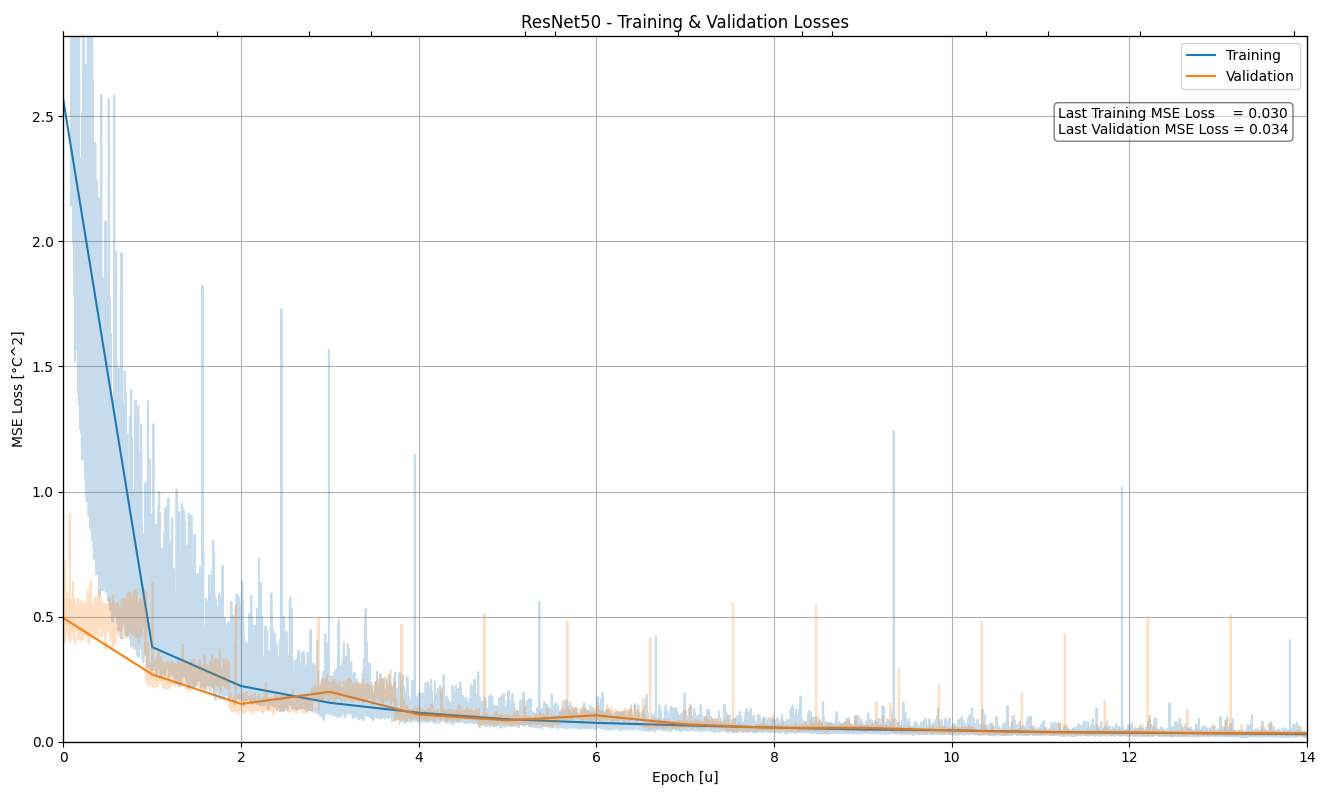 ResNet50 - Training & Validation Losses
Training
Validation
Last Training MSE Loss    = 0.030
Last Validation MSE Loss = 0.034
MSE Loss [°C^2]
2.5
2.0
1.5
1.0
0.5
0.0
0 2 4 6 8 10 12 14
Epoch [u]